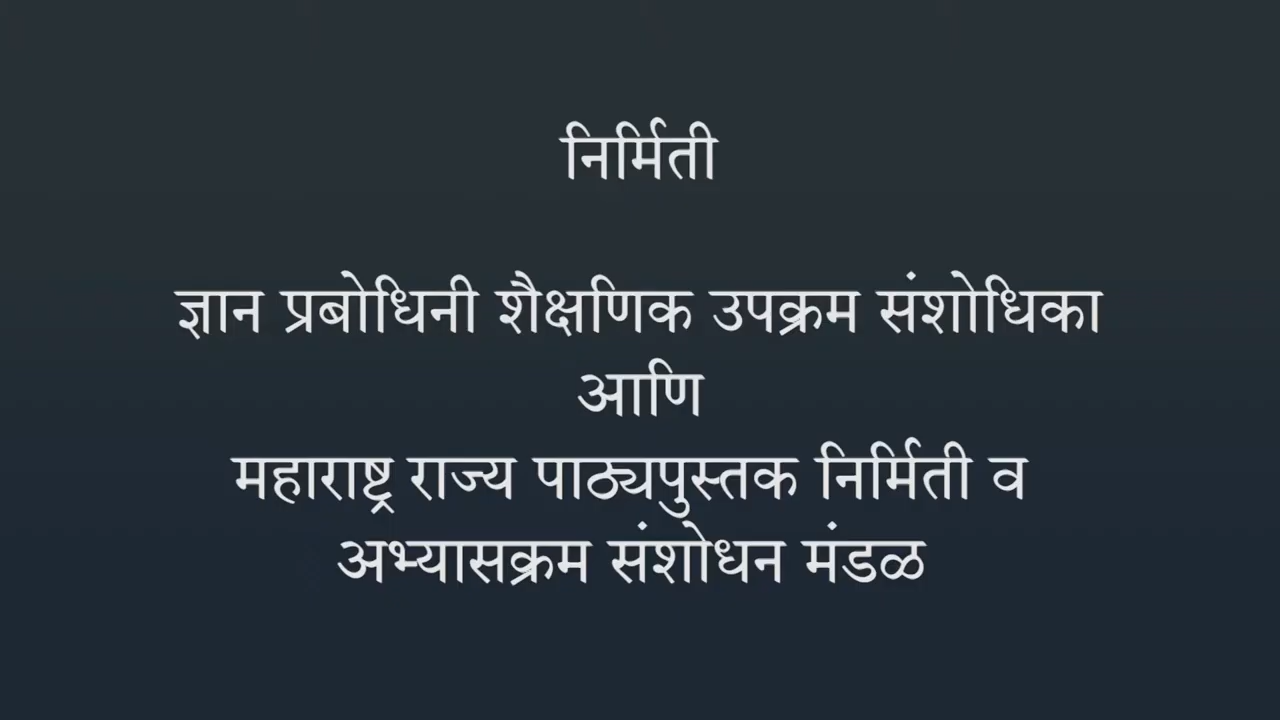 निर्मिती
ज्ञान प्रबोधिनी शैक्षणिक उपक्रम संशोधिका
आणि
महाराष्ट्र राज्य पाठ्यपुस्तक निर्मिती व
अभ्यासक्रम संशोधन मंडळ